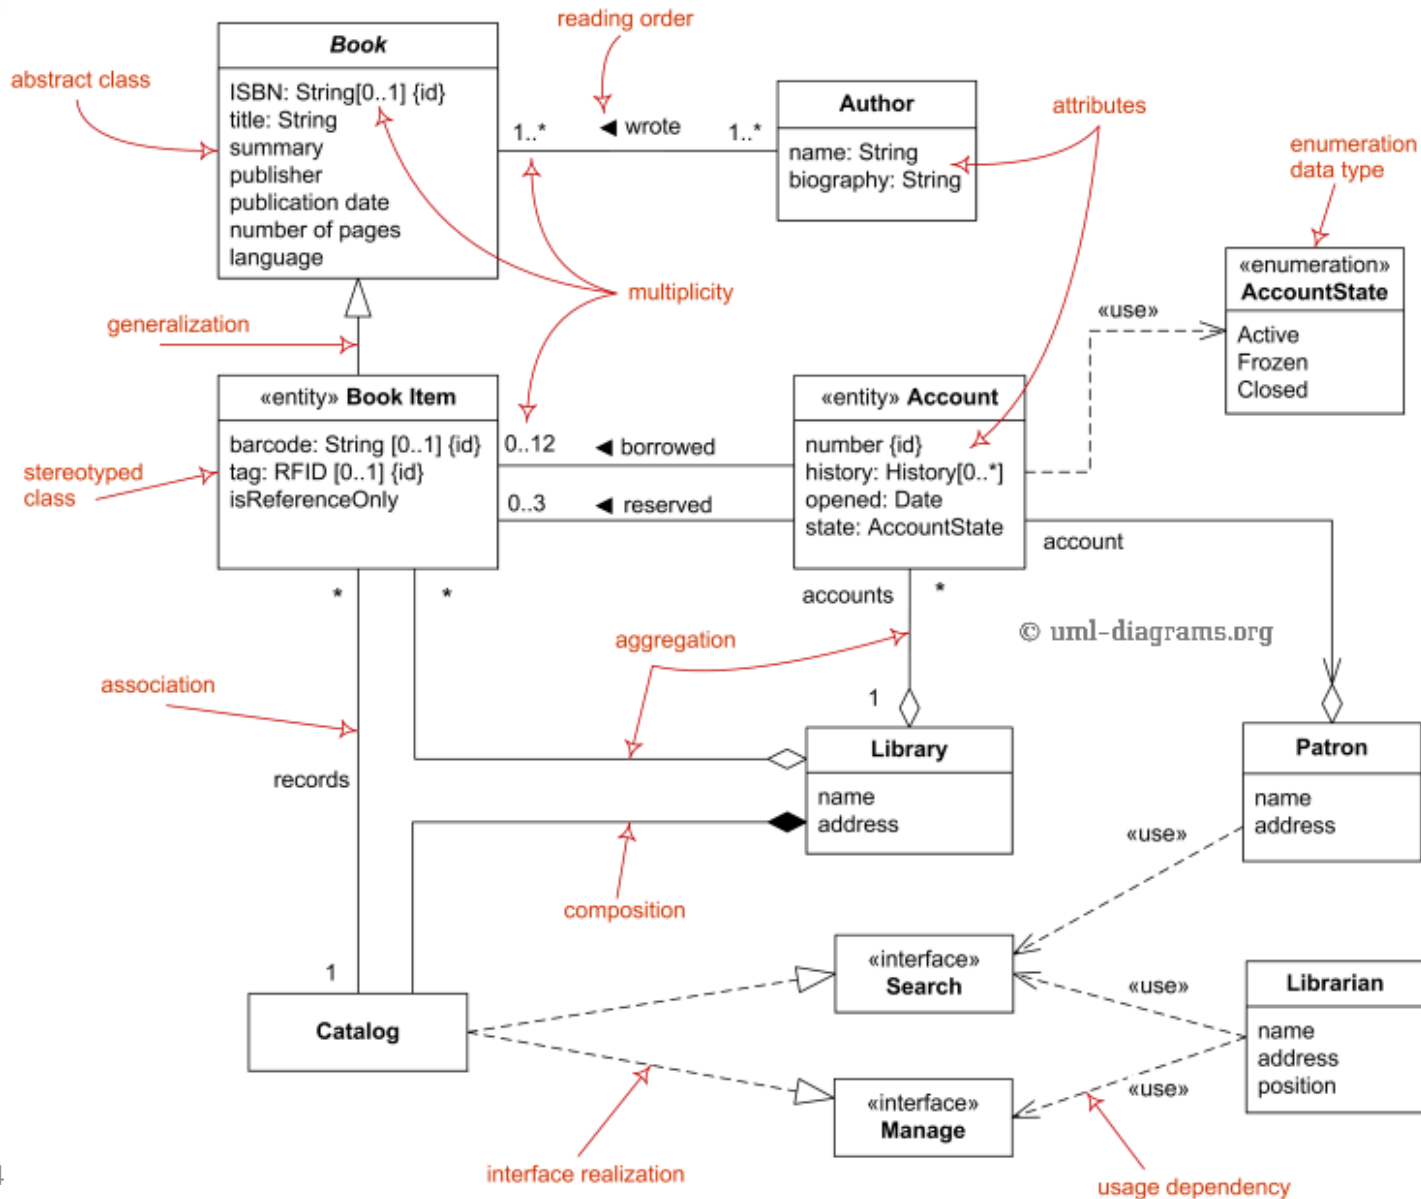 reading order
Book
abstract class
ISBN: String[0..1] {id}
title: String
summary
publisher
publication date
number of pages
language
1..*
◄ wrote
1..*
Author
name: String
biography: String
attributes
enumeration
data type
«enumeration»
AccountState
Active
Frozen
Closed
multiplicity
generalization
«use»
«entity» Book Item
barcode: String [0..1] {id}
tag: RFID [0..1] {id}
isReferenceOnly
stereotyped
class
0..12
◄ borrowed
0..3
◄ reserved
«entity» Account
number {id}
history: History[0..*]
opened: Date
state: AccountState
account
*
*
accounts
*
© uml-diagrams.org
aggregation
association
1
records
Library
name
address
Patron
name
address
«use»
composition
1
Catalog
«interface»
Search
«use»
Librarian
name
address
position
«interface»
Manage
«use»
interface realization
usage dependency
4